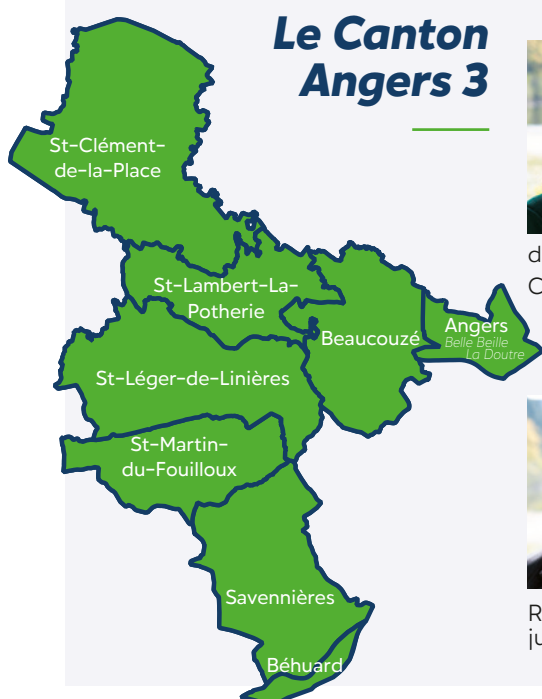 Le Canton
Angers 3
St-Clément-
de-la-Place
St-Lambert-La-
Potherie
Beaucouzé
Angers
Belle Beille
La Doutre
St-Léger-de-Linières
St-Martin-
du-Fouilloux
Savennières
Béhuard
d
C
R
ju